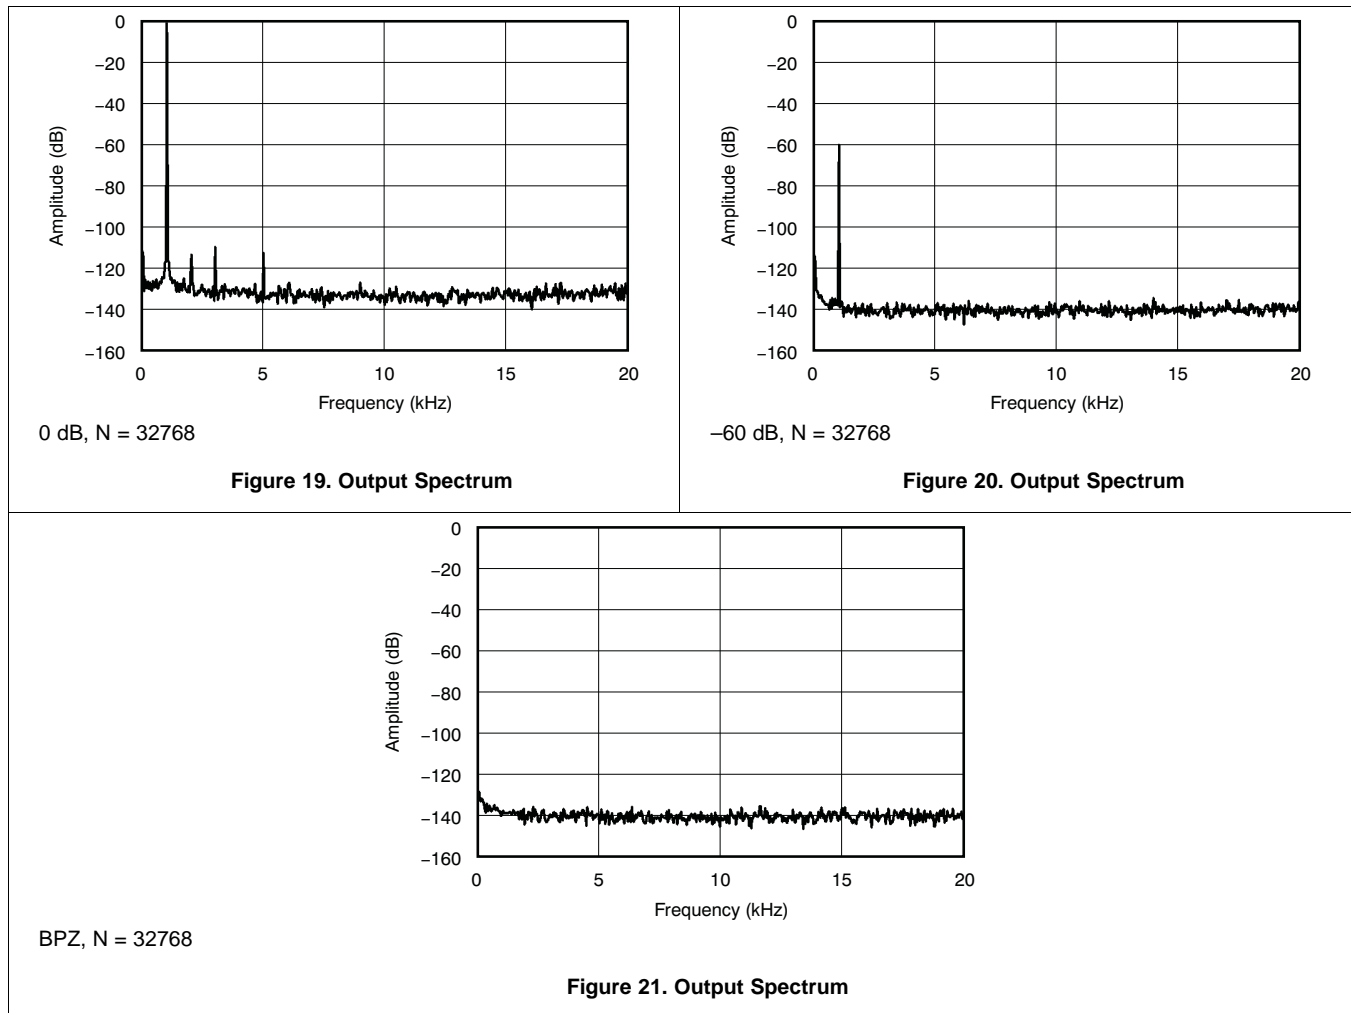 0
−20
−40
−60
−80
−100
−120
−140
−160
Amplitude (dB)
0 5 10 15 20
Frequency (kHz)
0 dB, N = 32768
Figure 19. Output Spectrum
0
−20
−40
−60
−80
−100
−120
−140
−160
Amplitude (dB)
0 5 10 15 20
Frequency (kHz)
–60 dB, N = 32768
Figure 20. Output Spectrum
0
−20
−40
−60
−80
−100
−120
−140
−160
Amplitude (dB)
0 5 10 15 20
Frequency (kHz)
BPZ, N = 32768
Figure 21. Output Spectrum